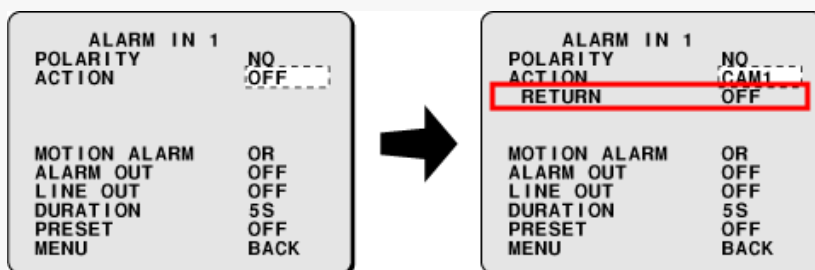 ALARM IN 1
POLARITY NO
ACTION OFF
MOTION ALARM OR
ALARM OUT OFF
LINE OUT OFF
DURATION 5S
PRESET OFF
MENU BACK
ALARM IN 1
POLARITY NO
ACTION CAM1
RETURN OFF
MOTION ALARM OR
ALARM OUT OFF
LINE OUT OFF
DURATION 5S
PRESET OFF
MENU BACK